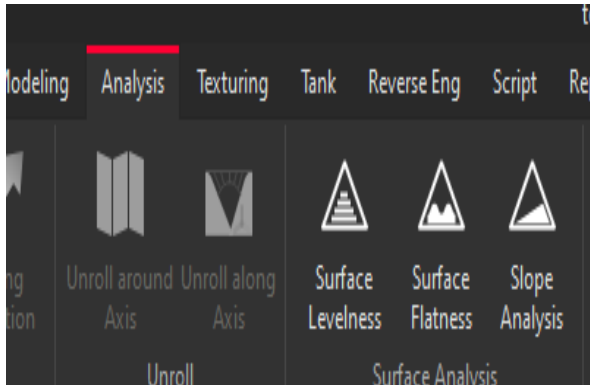 Modeling Analysis Texturing Tank Reverse Eng Script
Unroll around Axis
Unroll along Axis
Surface Levelness
Surface Flatness
Slope Analysis
Unroll
Surface Analysis